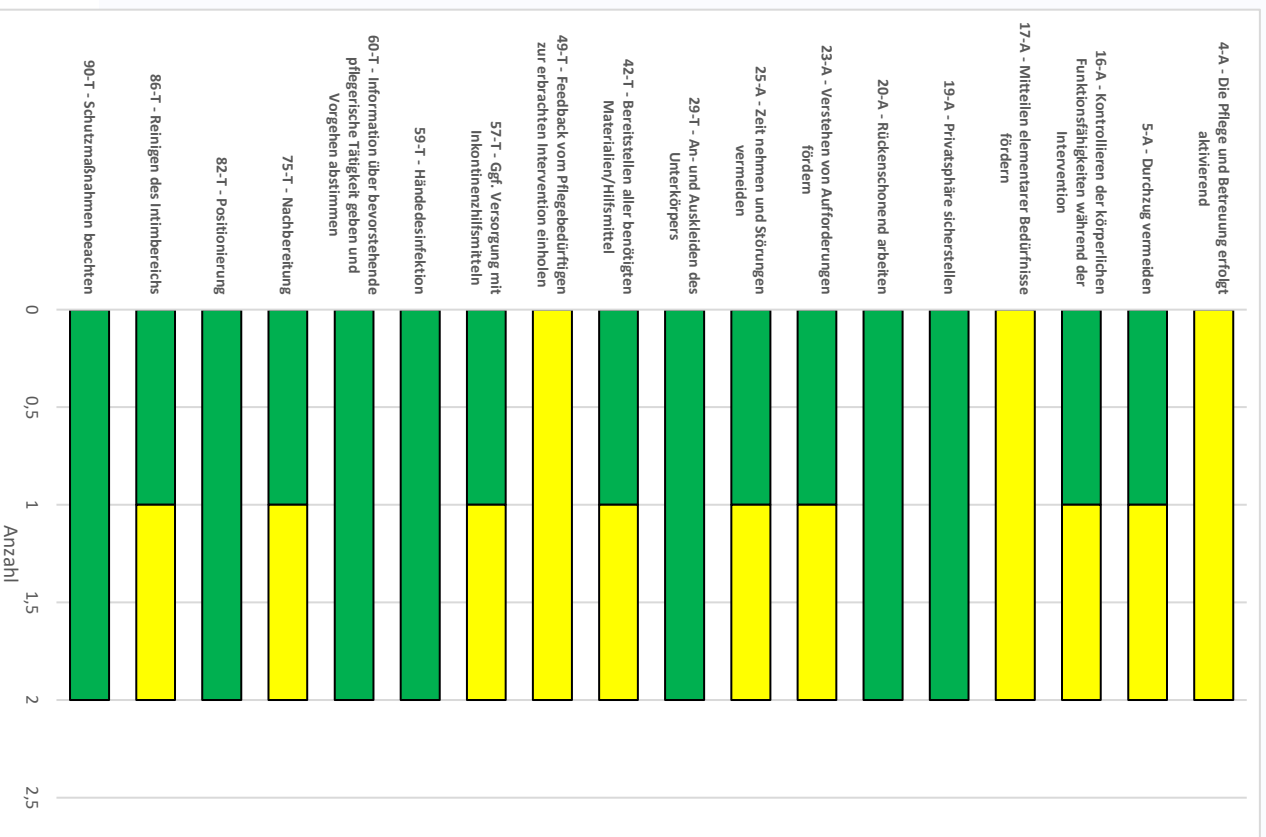 4-A - Die Pflege und Betreuung erfolgt
aktivierend
5-A - Durchzug vermeiden
16-A - Kontrollieren der körperlichen
Funktionsfähigkeiten während der
Intervention
17-A - Mitteilen elementarer Bedürfnisse
fördern
19-A - Privatsphäre sicherstellen
20-A - Rückenschonend arbeiten
23-A - Verstehen von Aufforderungen
fördern
25-A - Zeit nehmen und Störungen
vermeiden
29-T - An- und Auskleiden des
Unterkörpers
42-T - Bereitstellen aller benötigten
Materialien/Hilfsmittel
49-T - Feedback vom Pflegebedürftigen
zur erbrachten Intervention einholen
57-T - Ggf. Versorgung mit
Inkontinenzhilfsmitteln
59-T - Händedesinfektion
60-T - Information über bevorstehende
pflegerische Tätigkeit geben und
Vorgehen abstimmen
75-T - Nachbereitung
82-T - Positionierung
86-T - Reinigen des Intimbereichs
90-T - Schutzmaßnahmen beachten
0
0,5
1
1,5
2
2,5
Anzahl